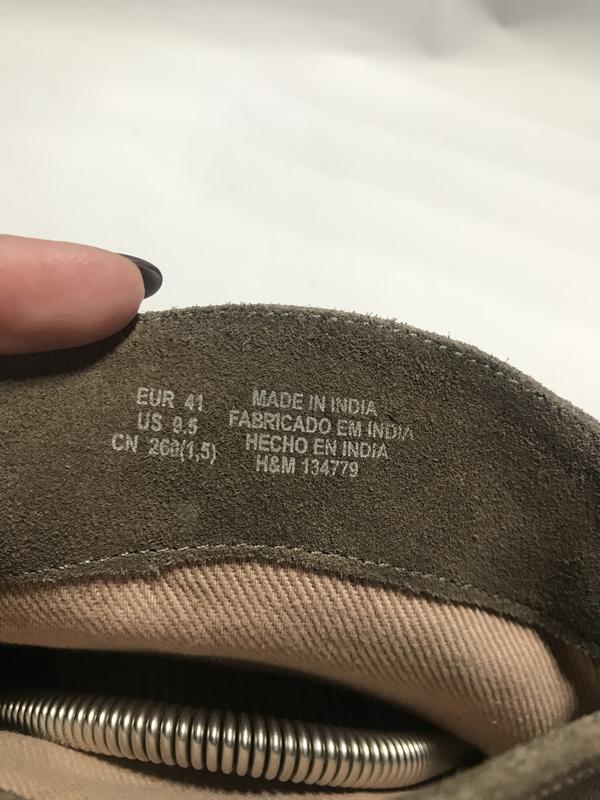 EUR 41
US 9.5
CN 260(1,5)
MADE IN INDIA
FABRICADO EM INDIA
HECHO EN INDIA
H&M 134779